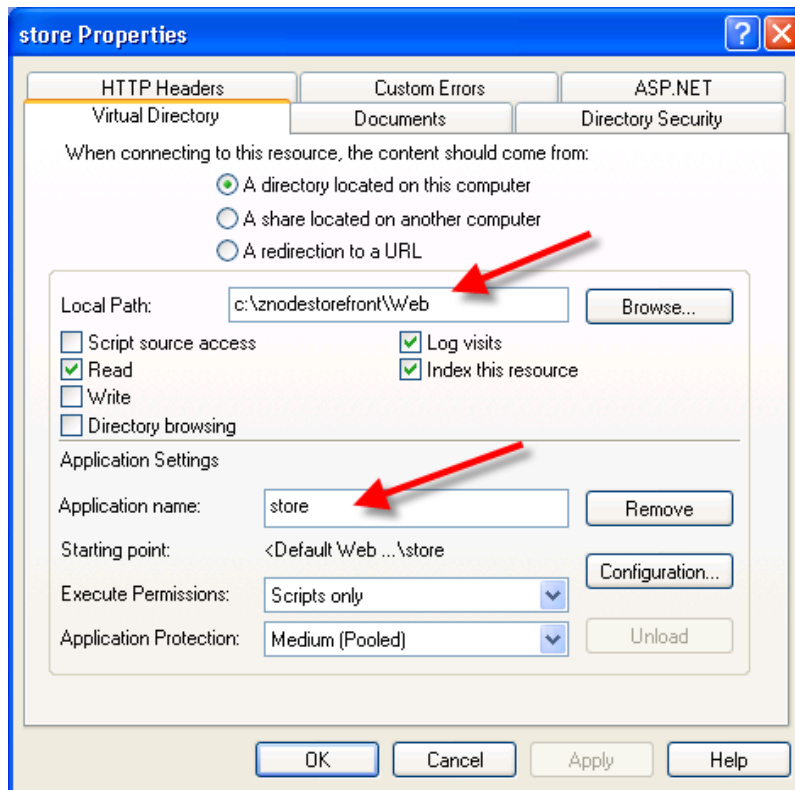 store Properties
HTTP Headers Custom Errors ASP.NET
Virtual Directory Documents Directory Security
When connecting to this resource, the content should come from:
A directory located on this computer
A share located on another computer
A redirection to a URL
Local Path: c:\znodestorefront\Web Browse...
Script source access Log visits
Read Index this resource
Write
Directory browsing
Application Settings
Application name: store Remove
Starting point: <Default Web ...\store
Configuration...
Execute Permissions: Scripts only
Application Protection: Medium (Pooled) Unload
OK Cancel Apply Help